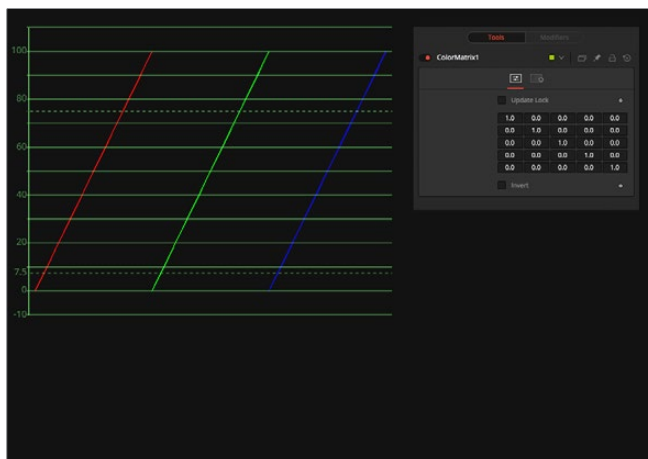 100
80
60
40
20
7.5
0
-10
Tools Modifiers
ColorMatrix1
Update Lock
1.0 0.0 0.0 0.0 0.0
0.0 1.0 0.0 0.0 0.0
0.0 0.0 1.0 0.0 0.0
0.0 0.0 0.0 1.0 0.0
0.0 0.0 0.0 0.0 1.0
Invert